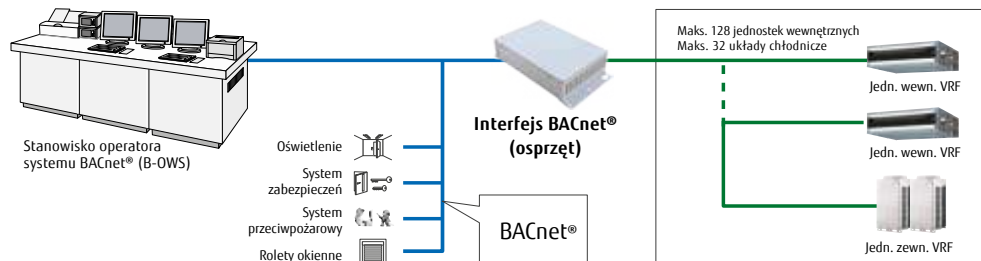 Maks. 128 jednostek wewnętrznych
Maks. 32 układy chłodnicze
Jedn. wewn. VRF
Interfejs BACnet®
(osprzęt)
Stanowisko operatora
systemu BACnet® (B-OWS)
Oświetlenie
Jedn. wewn. VRF
System
zabezpieczeń
System
przeciwpożarowy
BACnet®
Rolety okienne
Jedn. zewn. VRF